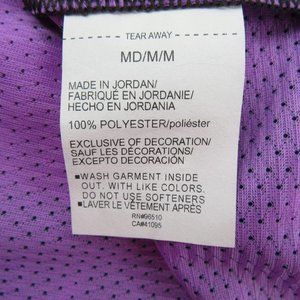 TEAR AWAY
MD/M/M
MADE IN JORDAN/
FABRIQUÉ EN JORDANIE/
HECHO EN JORDANIA
100% POLYESTER/poliéster
EXCLUSIVE OF DECORATION/
SAUF LES DÉCORATIONS/
EXCEPTO DECORACIÓN
■WASH GARMENT INSIDE
OUT. WITH LIKE COLORS.
DO NOT USE SOFTENERS
■LAVER LE VÊTEMENT APRÈS
RN#96510
CA#41095